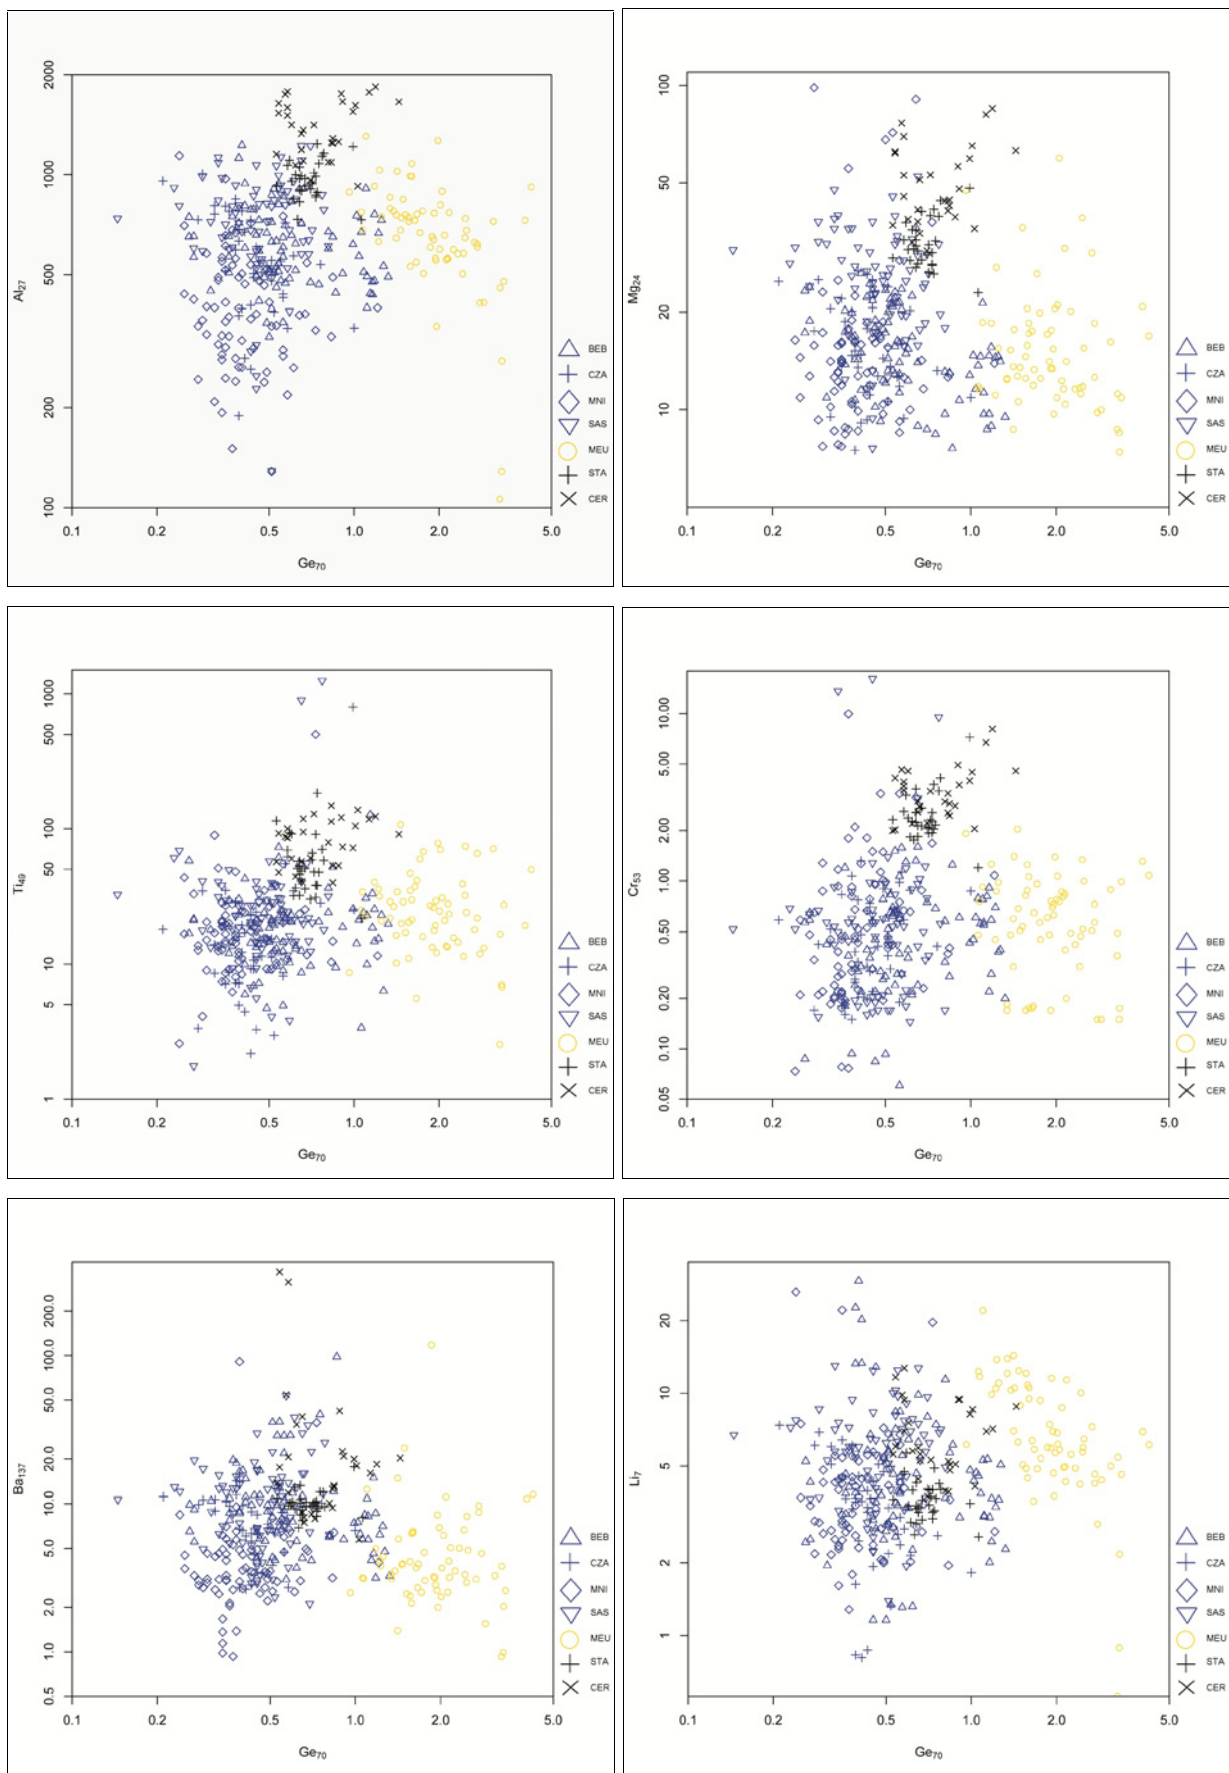 2000
1000
500
200
100
Al27
0.1 0.2 0.5 1.0 2.0 5.0
Ge70
BEB
CZA
MNI
SAS
MEU
STA
CER
100
50
20
10
Mg24
0.1 0.2 0.5 1.0 2.0 5.0
Ge70
BEB
CZA
MNI
SAS
MEU
STA
CER
1000
500
100
50
10
5
1
Ti49
0.1 0.2 0.5 1.0 2.0 5.0
Ge70
BEB
CZA
MNI
SAS
MEU
STA
CER
10.00
5.00
2.00
1.00
0.50
0.20
0.10
0.05
Cr53
0.1 0.2 0.5 1.0 2.0 5.0
Ge70
BEB
CZA
MNI
SAS
MEU
STA
CER
200.0
100.0
50.0
20.0
10.0
5.0
2.0
1.0
0.5
Ba137
0.1 0.2 0.5 1.0 2.0 5.0
Ge70
BEB
CZA
MNI
SAS
MEU
STA
CER
20
10
5
2
1
Li7
0.1 0.2 0.5 1.0 2.0 5.0
Ge70
BEB
CZA
MNI
SAS
MEU
STA
CER